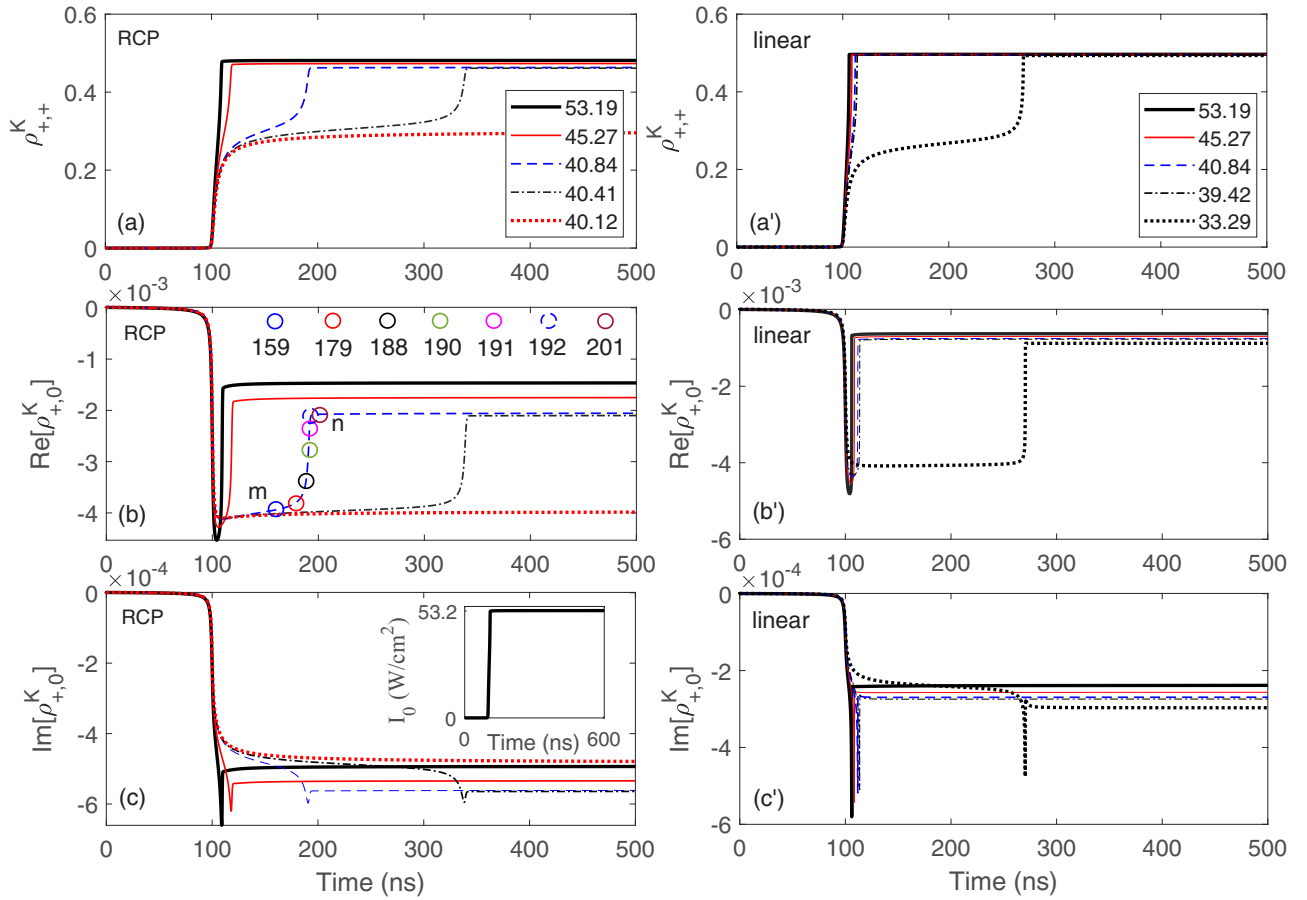 RCP
ρ^K_{+,+}
0.6
0.4
0.2
0
53.19
45.27
40.84
40.41
40.12
(a)
0 100 200 300 400 500
linear
ρ^K_{+,+}
0.6
0.4
0.2
0
53.19
45.27
40.84
39.42
33.29
(a')
0 100 200 300 400 500
× 10^{-3}
RCP
Re[ρ^K_{+,0}]
0
-1
-2
-3
-4
159 179 188 190 191 192 201
m
n
(b)
0 100 200 300 400 500
× 10^{-3}
linear
Re[ρ^K_{+,0}]
0
-2
-4
-6
(b')
0 100 200 300 400 500
× 10^{-4}
RCP
Im[ρ^K_{+,0}]
0
-2
-4
-6
I_0 (W/cm^2)
53.2
0
0 Time (ns) 600
(c)
0 100 200 300 400 500
Time (ns)
× 10^{-4}
linear
Im[ρ^K_{+,0}]
0
-2
-4
-6
(c')
0 100 200 300 400 500
Time (ns)